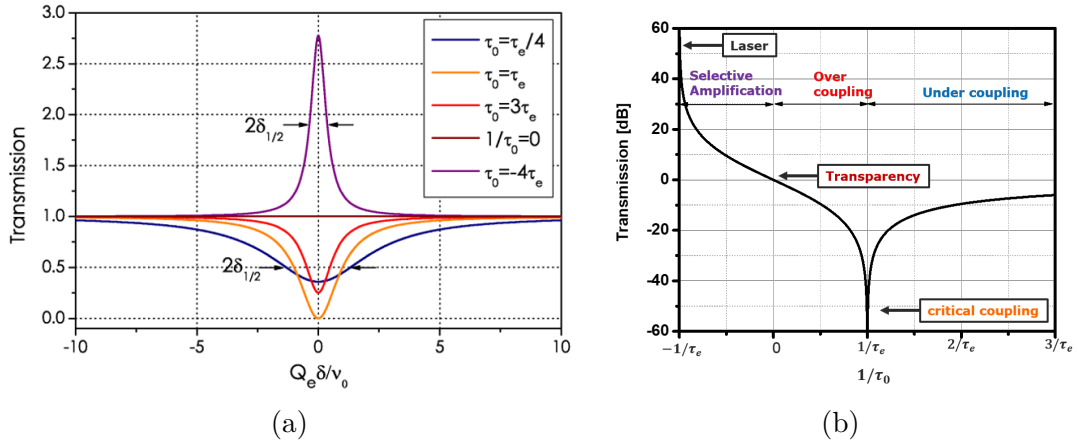 3.0
2.5
2.0
1.5
1.0
0.5
0.0
Transmission
τ₀=τₑ/4
τ₀=τₑ
τ₀=3τₑ
1/τ₀=0
τ₀=-4τₑ
2δ₁/₂
2δ₁/₂
-10 -5 0 5 10
Qₑδ/ν₀
(a)
60
40
20
0
-20
-40
-60
Transmission [dB]
Laser
Selective
Amplification
Over
coupling
Under coupling
Transparency
critical coupling
−1/τₑ 0 1/τₑ 2/τₑ 3/τₑ
1/τ₀
(b)